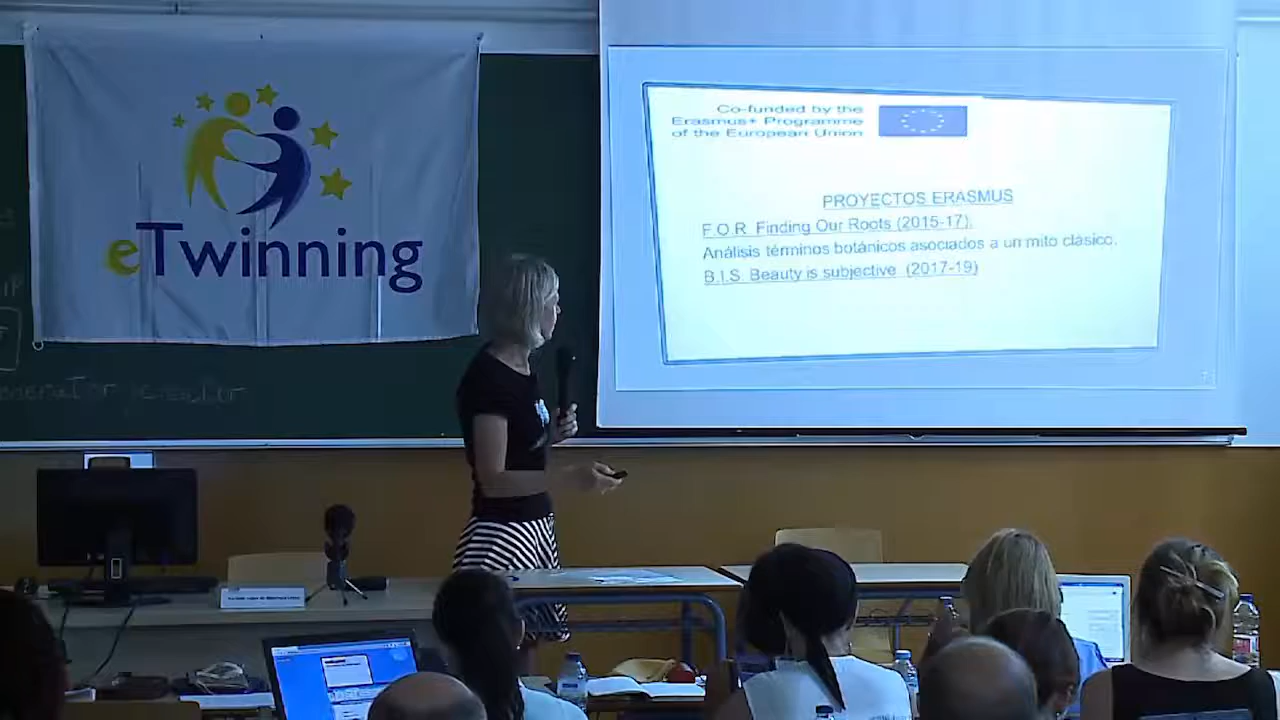 eTwinning
Co-funded by the
Erasmus+ Programme
of the European Union
PROYECTOS ERASMUS
F.O.R. Finding Our Roots (2015-17).
Análisis términos botánicos asociados a un mito clásico.
B.I.S. Beauty is subjective (2017-19)